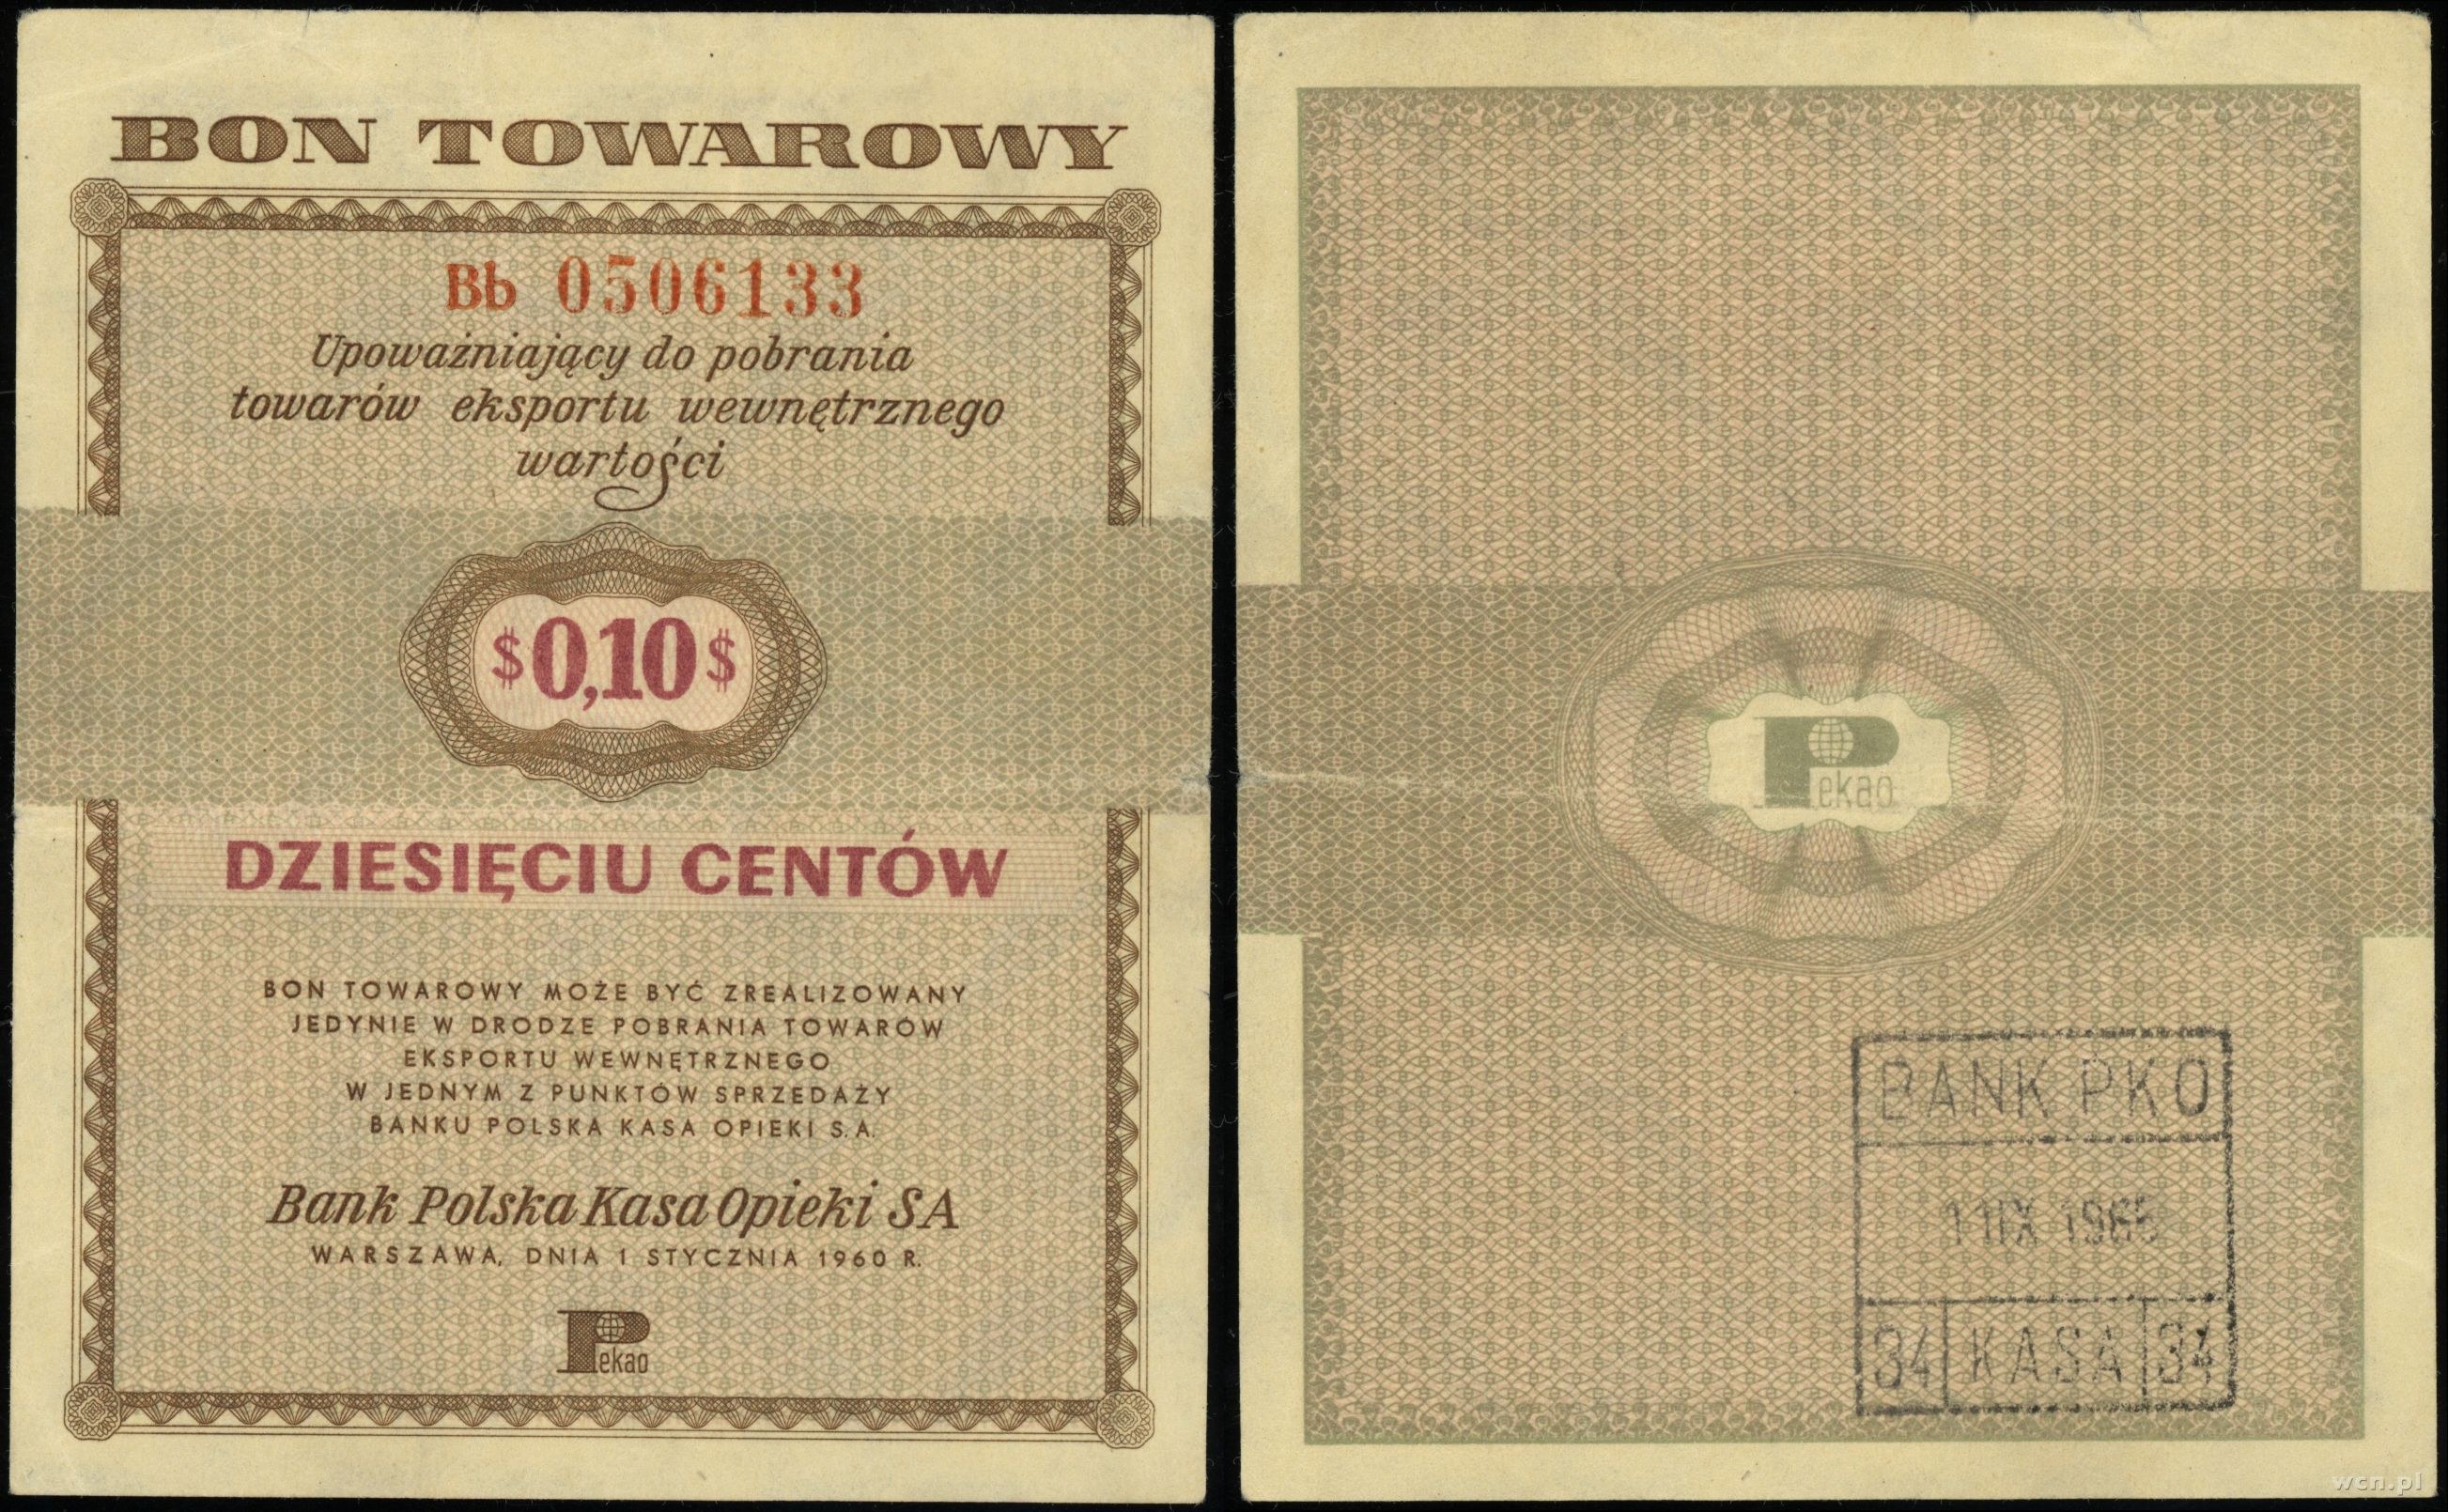 BON TOWAROWY
Bb 0506133
Upoważniający do pobrania
towarów eksportu wewnętrznego
wartości
$0,10$
DZIESIĘCIU CENTÓW
BON TOWAROWY MOŻE BYĆ ZREALIZOWANY
JEDYNIE W DRODZE POBRANIA TOWARÓW
EKSPORTU WEWNĘTRZNEGO
W JEDNYM Z PUNKTÓW SPRZEDAŻY
BANKU POLSKA KASA OPIEKI S.A.
Bank Polska Kasa Opieki SA
WARSZAWA, DNIA 1 STYCZNIA 1960 R.
Pekao
Pekao
BANK PKO
34 KASA 34
wcn.pl